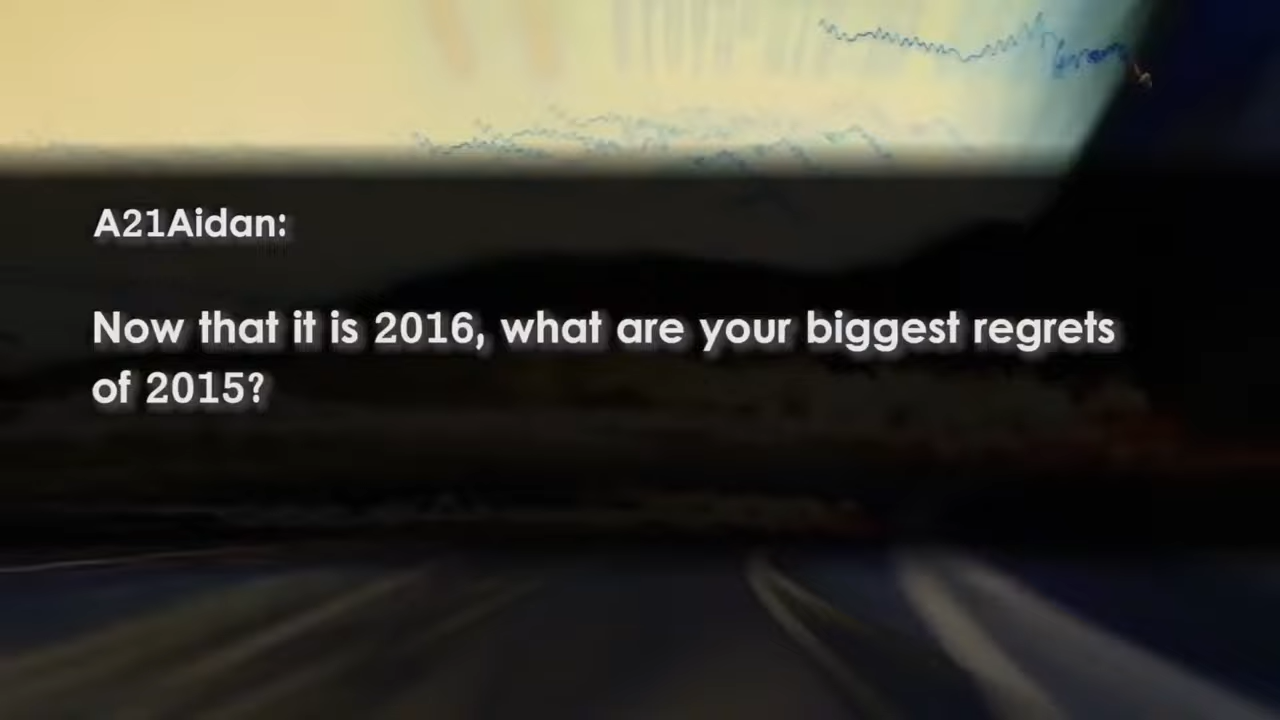 A21Aidan:
Now that it is 2016, what are your biggest regrets
of 2015?